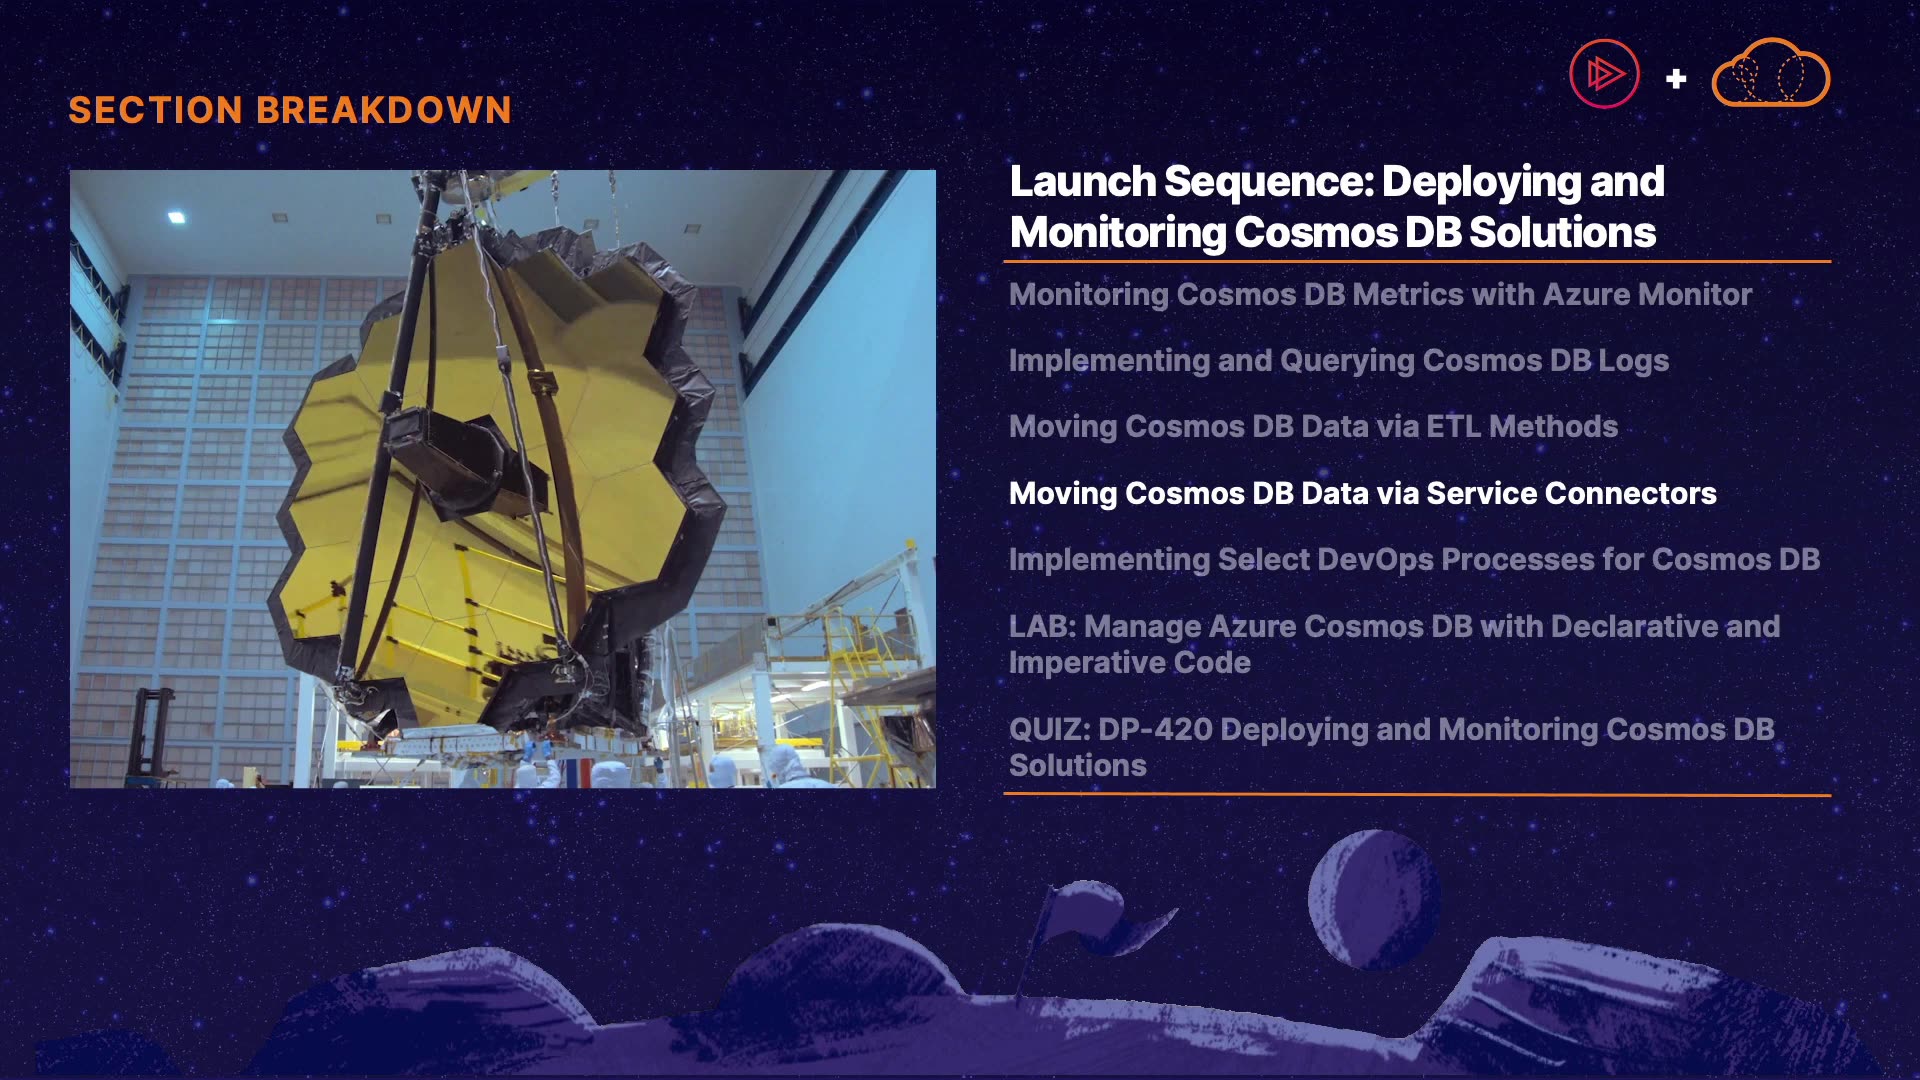 SECTION BREAKDOWN
+
Launch Sequence: Deploying and
Monitoring Cosmos DB Solutions
Monitoring Cosmos DB Metrics with Azure Monitor
Implementing and Querying Cosmos DB Logs
Moving Cosmos DB Data via ETL Methods
Moving Cosmos DB Data via Service Connectors
Implementing Select DevOps Processes for Cosmos DB
LAB: Manage Azure Cosmos DB with Declarative and
Imperative Code
QUIZ: DP-420 Deploying and Monitoring Cosmos DB
Solutions